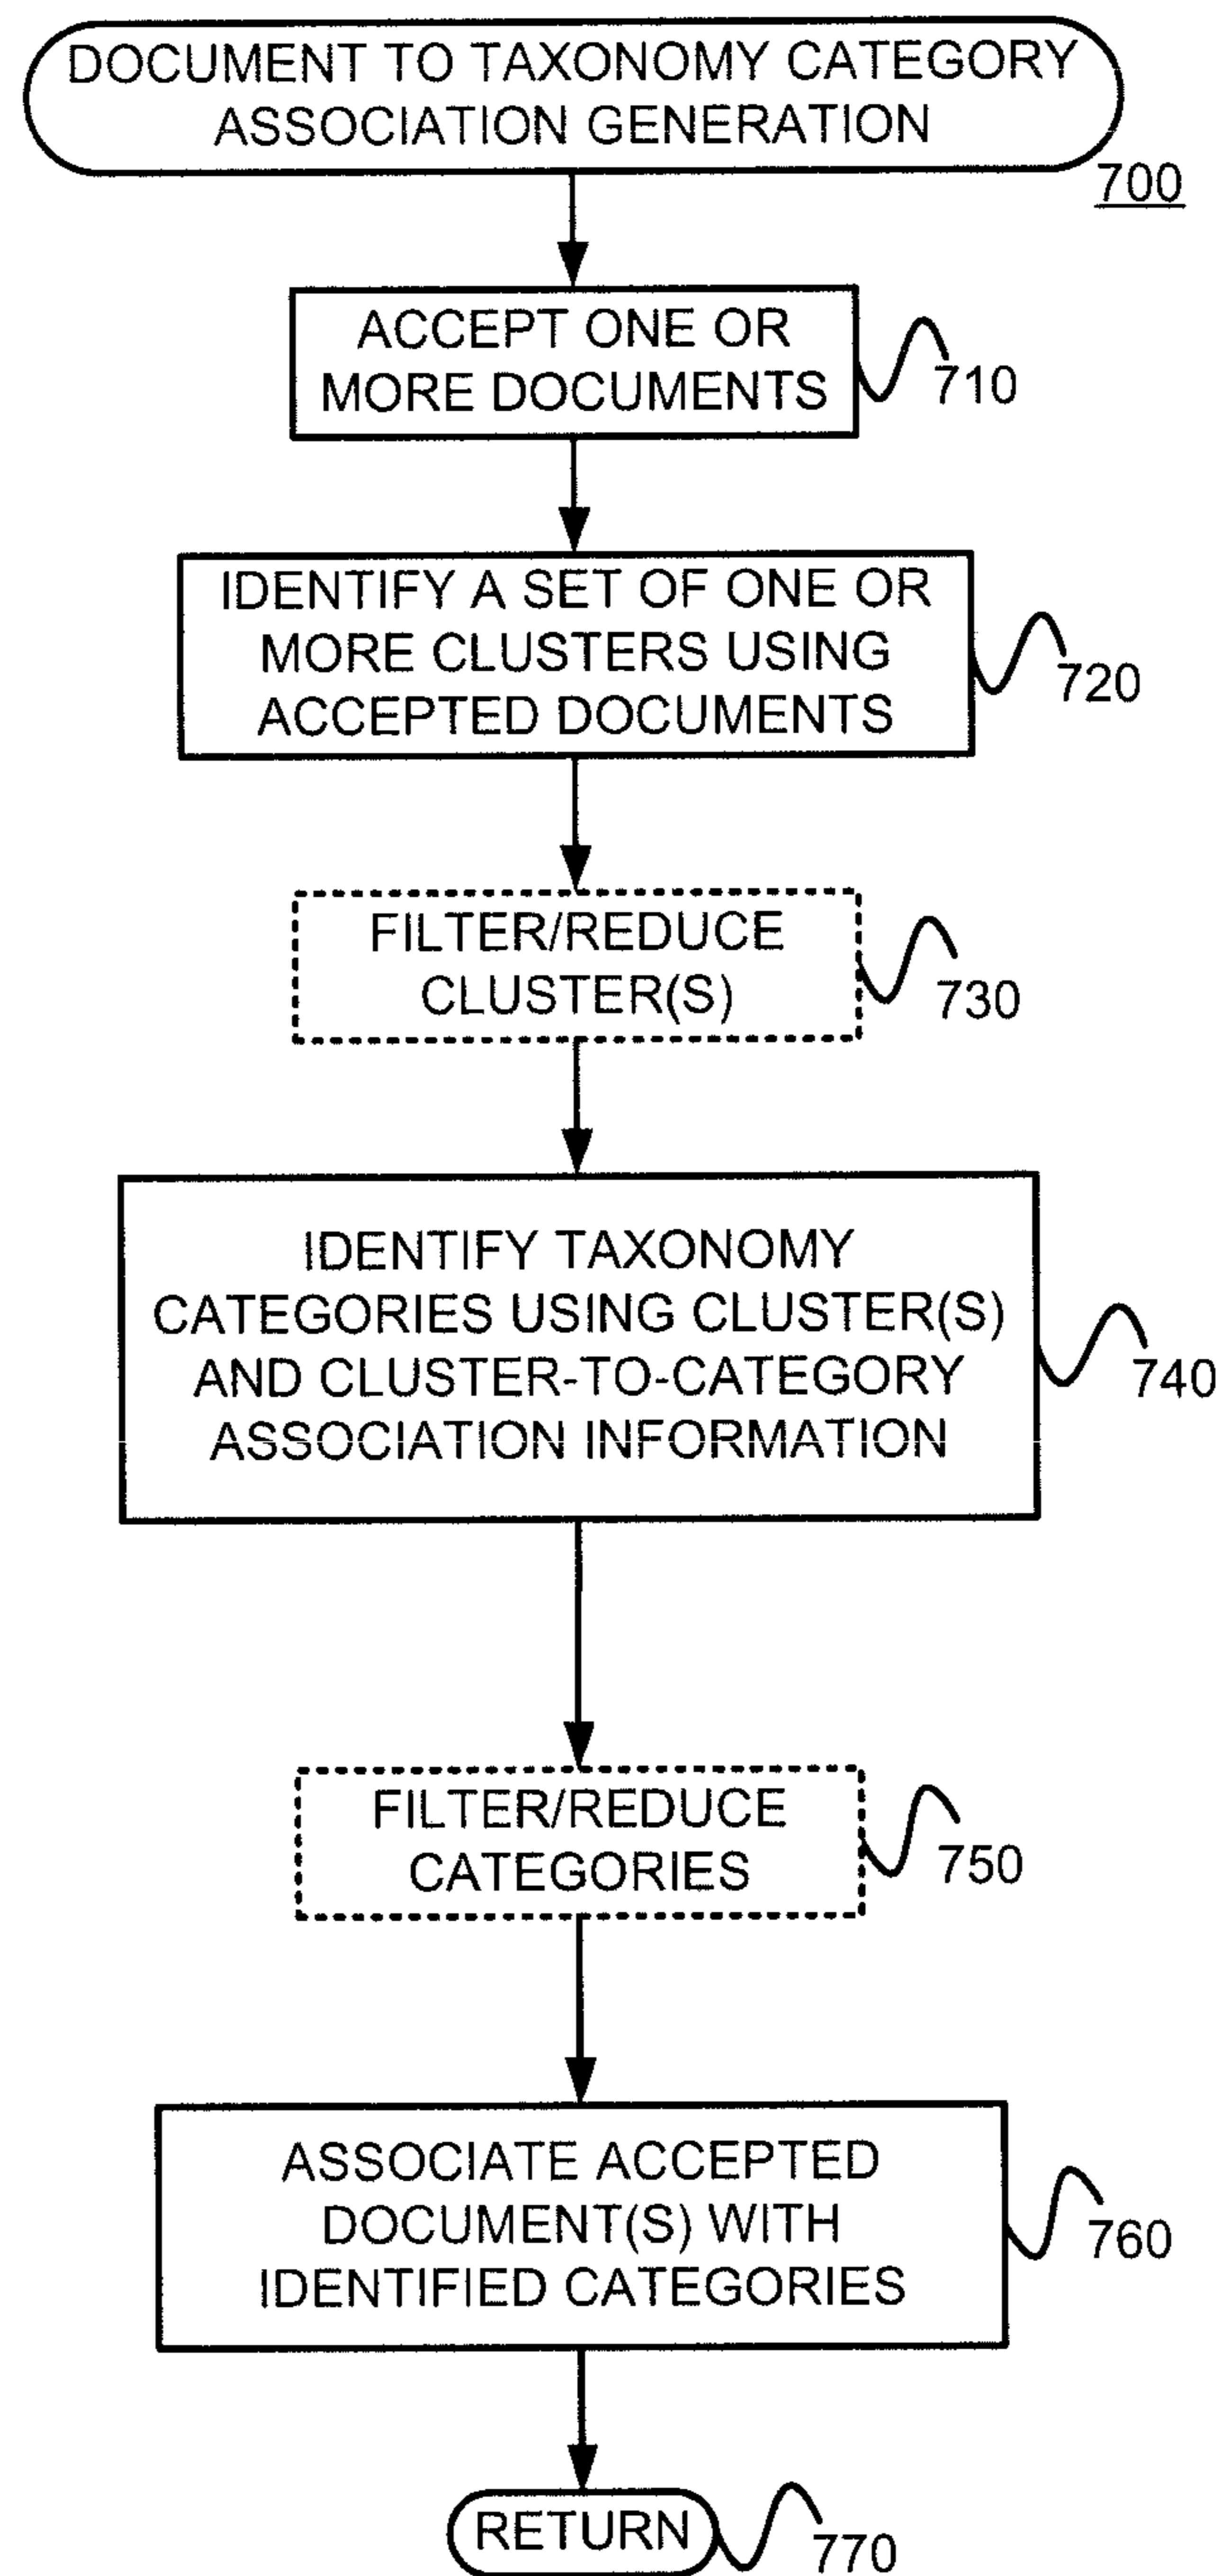 DOCUMENT TO TAXONOMY CATEGORY
ASSOCIATION GENERATION
700
ACCEPT ONE OR
MORE DOCUMENTS
710
IDENTIFY A SET OF ONE OR
MORE CLUSTERS USING
ACCEPTED DOCUMENTS
720
FILTER/REDUCE
CLUSTER(S)
730
IDENTIFY TAXONOMY
CATEGORIES USING CLUSTER(S)
AND CLUSTER-TO-CATEGORY
ASSOCIATION INFORMATION
740
FILTER/REDUCE
CATEGORIES
750
ASSOCIATE ACCEPTED
DOCUMENT(S) WITH
IDENTIFIED CATEGORIES
760
RETURN
770